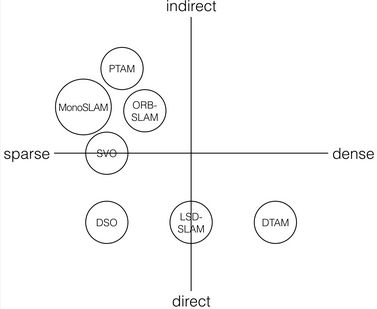 indirect
PTAM
MonoSLAM
ORB-
SLAM
sparse
SVO
dense
DSO
LSD-
SLAM
DTAM
direct